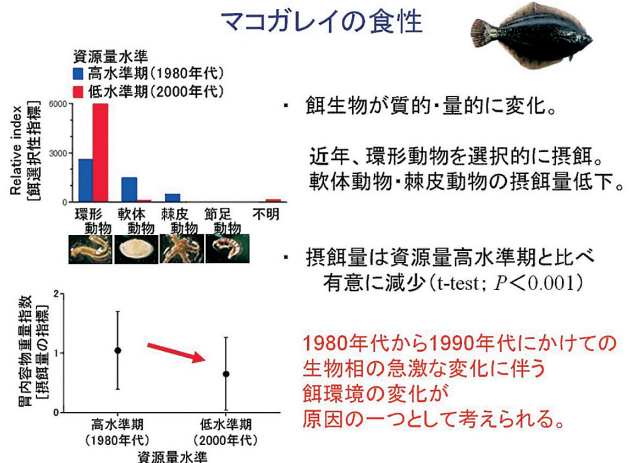 マコガレイの食性
資源量水準
高水準期(1980年代)
低水準期(2000年代)
Relative index
[餌選択性指標]
6000
3000
0
環形動物
軟体動物
棘皮動物
節足動物
不明
・ 餌生物が質的・量的に変化。
近年、環形動物を選択的に摂餌。
軟体動物・棘皮動物の摂餌量低下。
・ 摂餌量は資源量高水準期と比べ
有意に減少(t-test; P<0.001)
胃内容物重量指数
[摂餌量の指標]
2
1
0
高水準期
(1980年代)
低水準期
(2000年代)
資源量水準
1980年代から1990年代にかけての
生物相の急激な変化に伴う
餌環境の変化が
原因の一つとして考えられる。